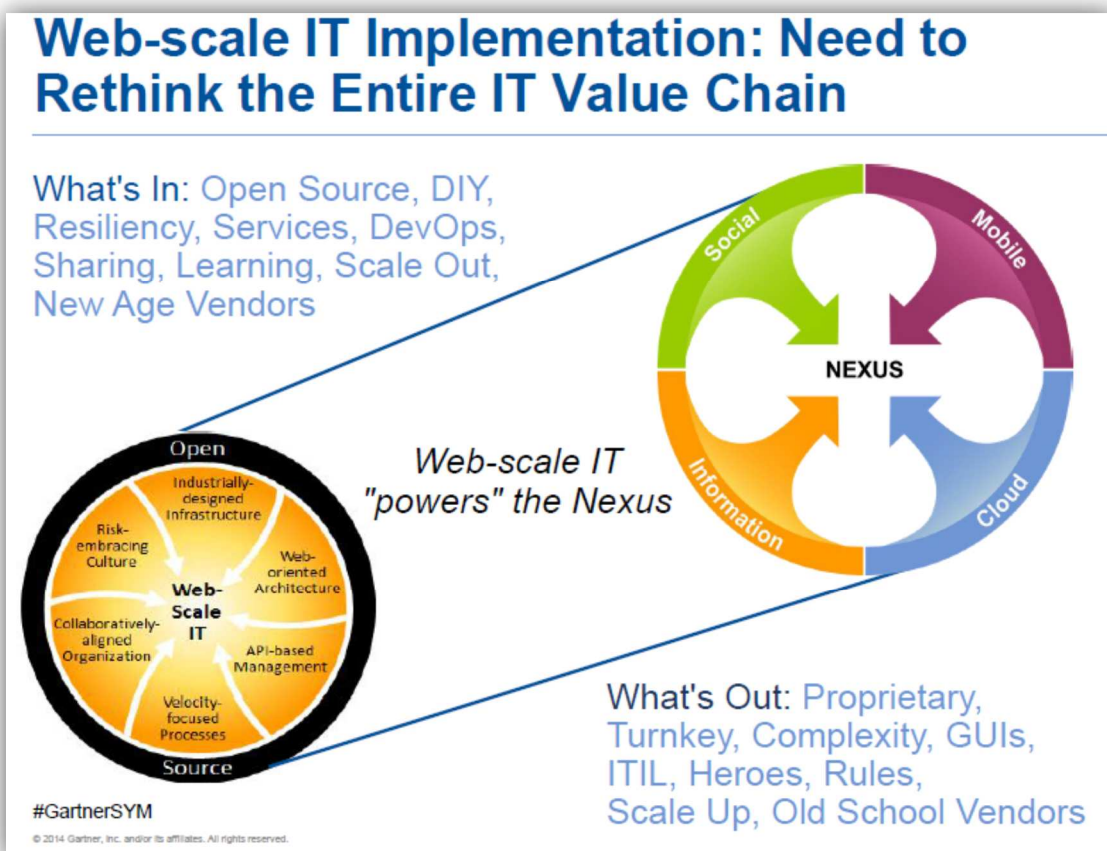 Web-scale IT Implementation: Need to
Rethink the Entire IT Value Chain
What's In: Open Source, DIY,
Resiliency, Services, DevOps,
Sharing, Learning, Scale Out,
New Age Vendors
Social
Mobile
NEXUS
Information
Cloud
Web-scale IT
"powers" the Nexus
Open
Industrially-
designed
Infrastructure
Risk-
embracing
Culture
Web-
oriented
Architecture
Web-
Scale
IT
Collaboratively-
aligned
Organization
API-based
Management
Velocity-
focused
Processes
Source
What's Out: Proprietary,
Turnkey, Complexity, GUIs,
ITIL, Heroes, Rules,
Scale Up, Old School Vendors
#GartnerSYM
© 2014 Gartner, Inc. and/or its affiliates. All rights reserved.